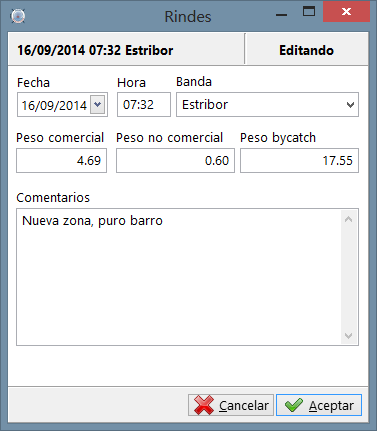 Rindes
16/09/2014 07:32 Estribor Editando
Fecha Hora Banda
16/09/2014 07:32 Estribor
Peso comercial Peso no comercial Peso bycatch
4.69 0.60 17.55
Comentarios
Nueva zona, puro barro
Cancelar Aceptar